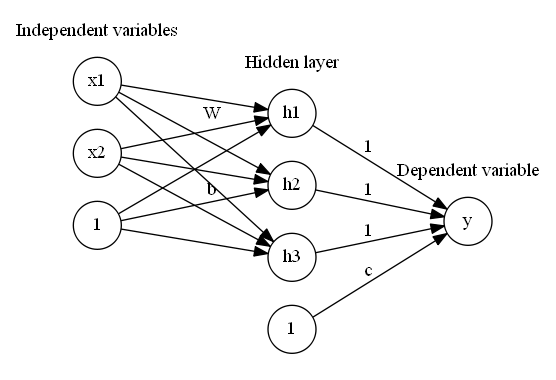 Independent variables
Hidden layer
x1
W
h1
1
x2
Dependent variable
b
h2
1
1
y
h3
1
c
1